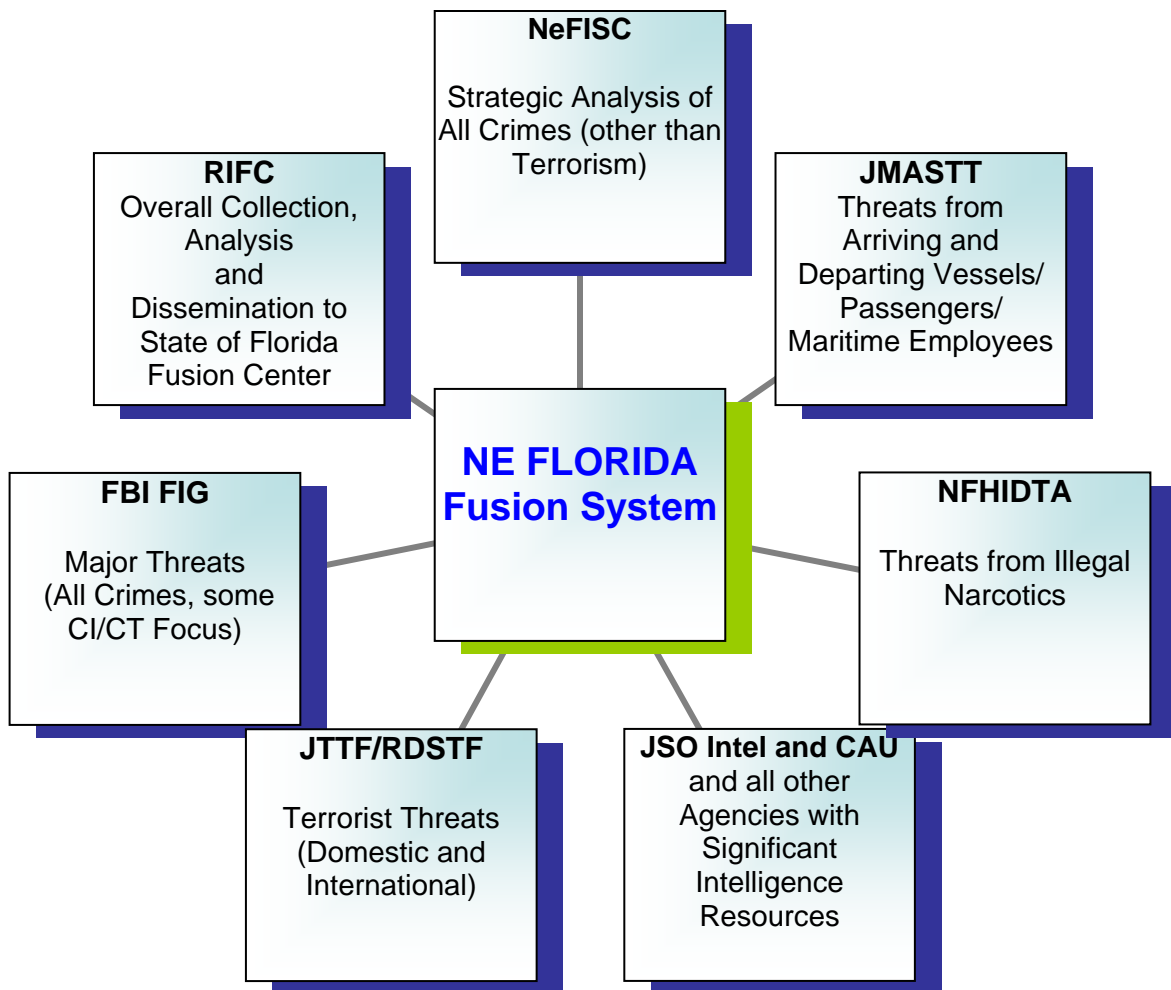 NeFISC
Strategic Analysis of
All Crimes (other than
Terrorism)
RIFC
Overall Collection,
Analysis
and
Dissemination to
State of Florida
Fusion Center
JMASTT
Threats from
Arriving and
Departing Vessels/
Passengers/
Maritime Employees
NE FLORIDA
Fusion System
FBI FIG
Major Threats
(All Crimes, some
CI/CT Focus)
NFHIDTA
Threats from Illegal
Narcotics
JTTF/RDSTF
Terrorist Threats
(Domestic and
International)
JSO Intel and CAU
and all other
Agencies with
Significant
Intelligence
Resources